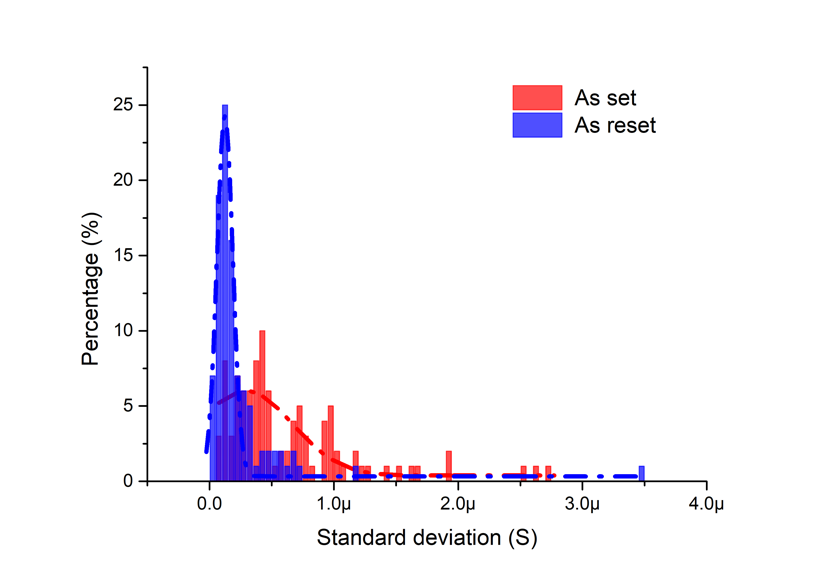 As set
As reset
25
20
15
10
5
0
Percentage (%)
0.0
1.0μ
2.0μ
3.0μ
4.0μ
Standard deviation (S)